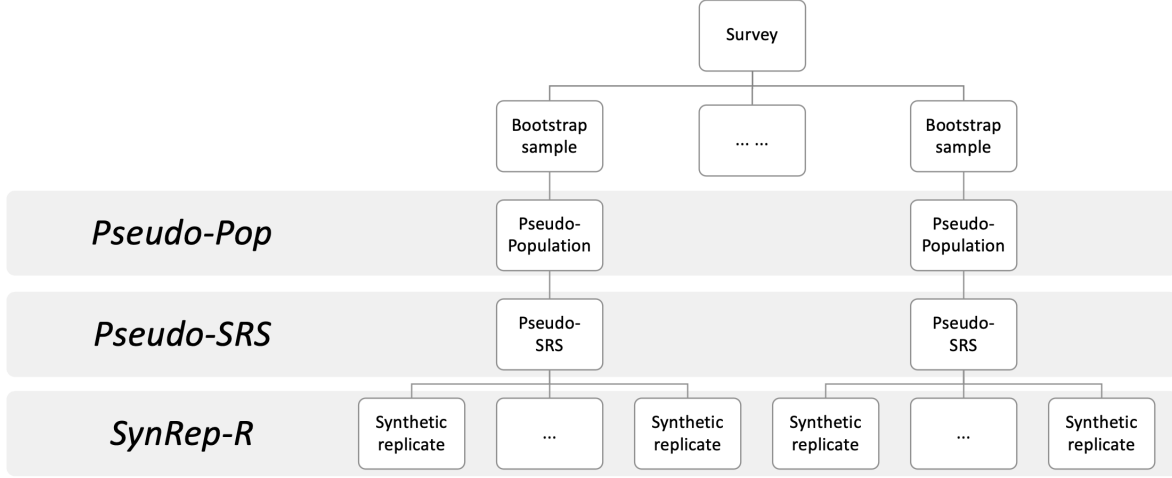 Survey
Bootstrap
sample
... ...
Bootstrap
sample
Pseudo-Pop
Pseudo-
Population
Pseudo-
Population
Pseudo-SRS
Pseudo-
SRS
Pseudo-
SRS
SynRep-R
Synthetic
replicate
...
Synthetic
replicate
Synthetic
replicate
...
Synthetic
replicate